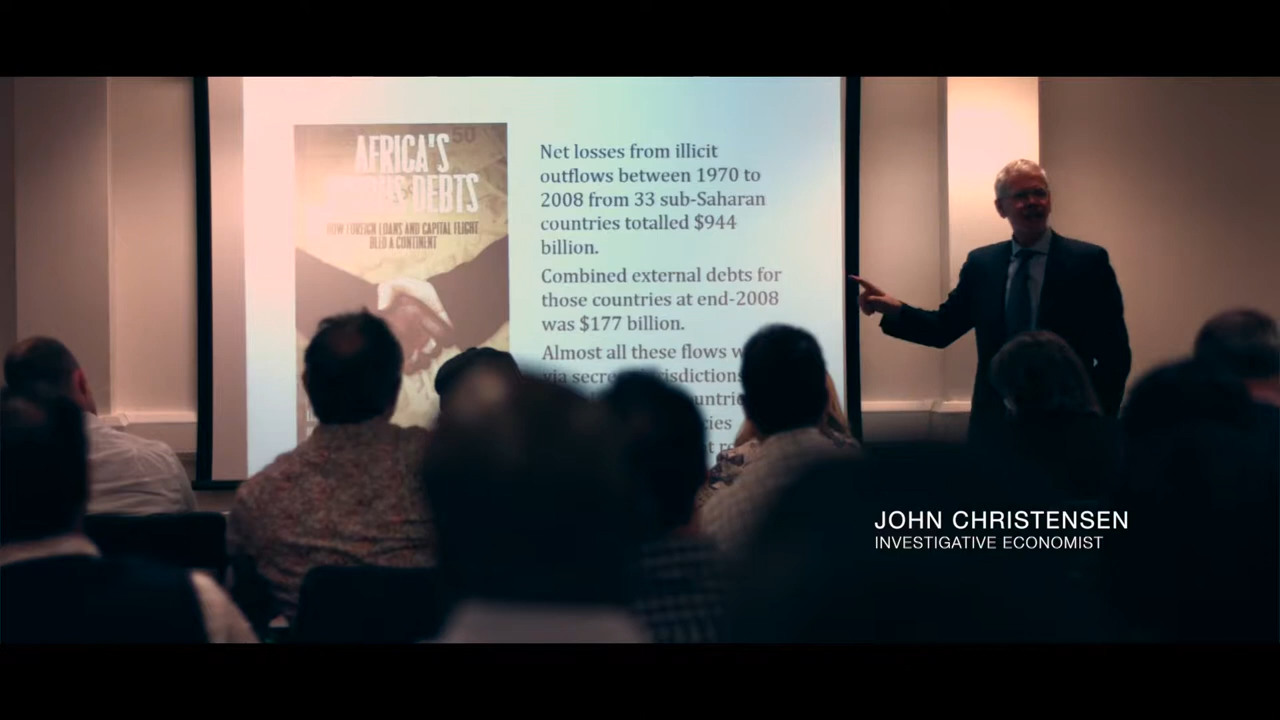 50
AFRICA'S
DEBTS
HOW FOREIGN LOANS AND CAPITAL FLIGHT
BLED A CONTINENT
Net losses from illicit
outflows between 1970 to
2008 from 33 sub-Saharan
countries totalled $944
billion.
Combined external debts for
those countries at end-2008
was $177 billion.
Almost all these flows
via
JOHN CHRISTENSEN
INVESTIGATIVE ECONOMIST